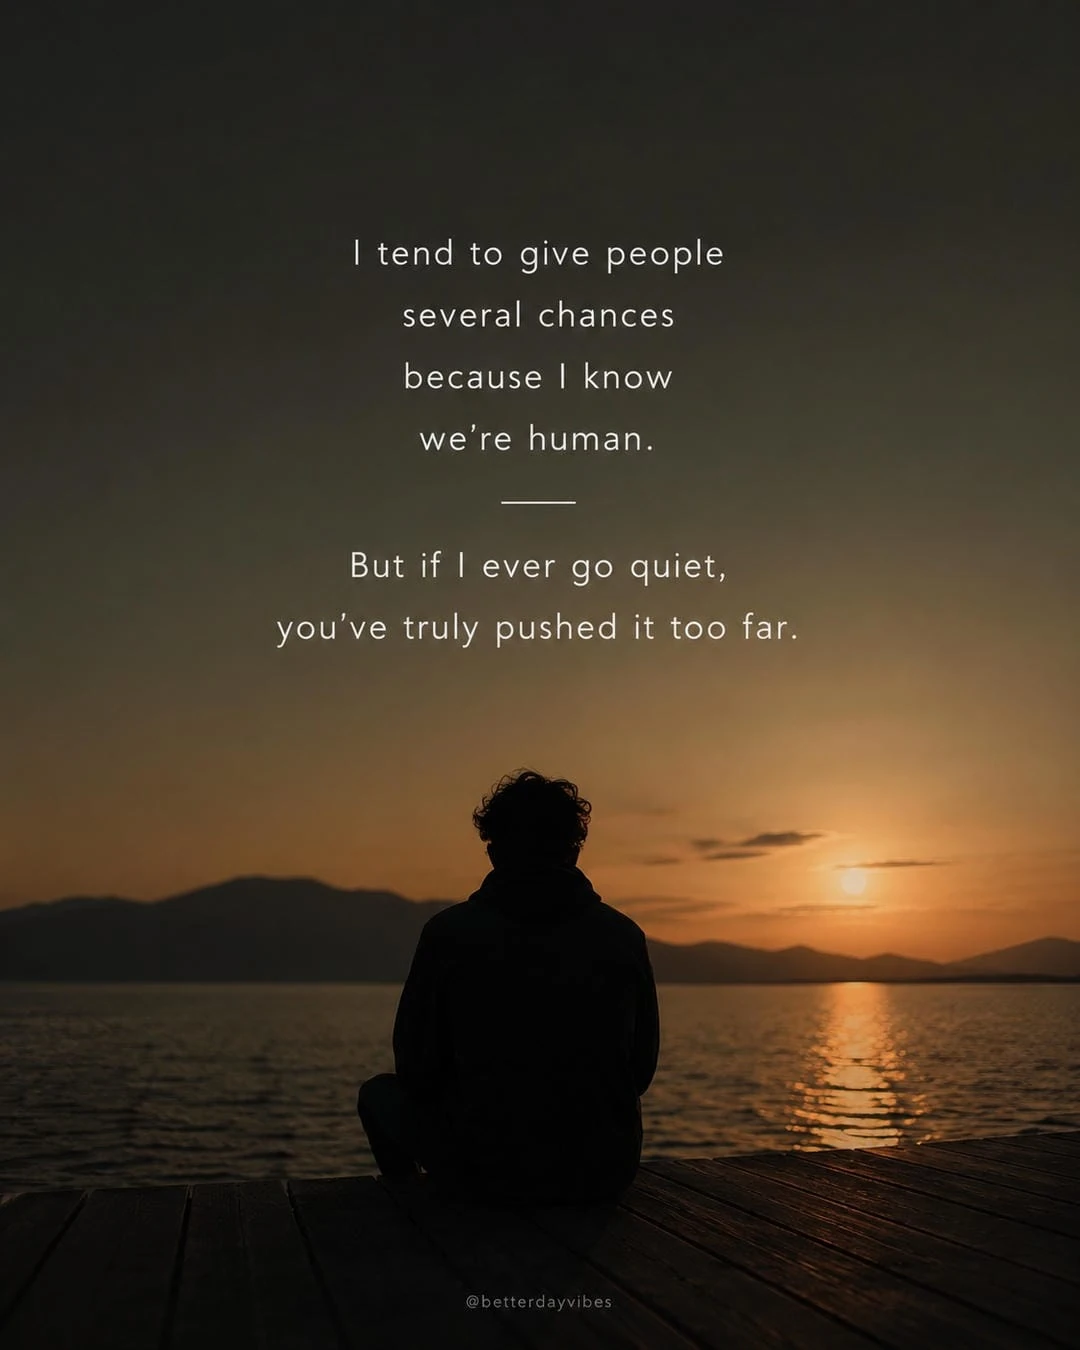 I tend to give people
several chances
because I know
we’re human.
But if I ever go quiet,
you’ve truly pushed it too far.
@betterdayvibes